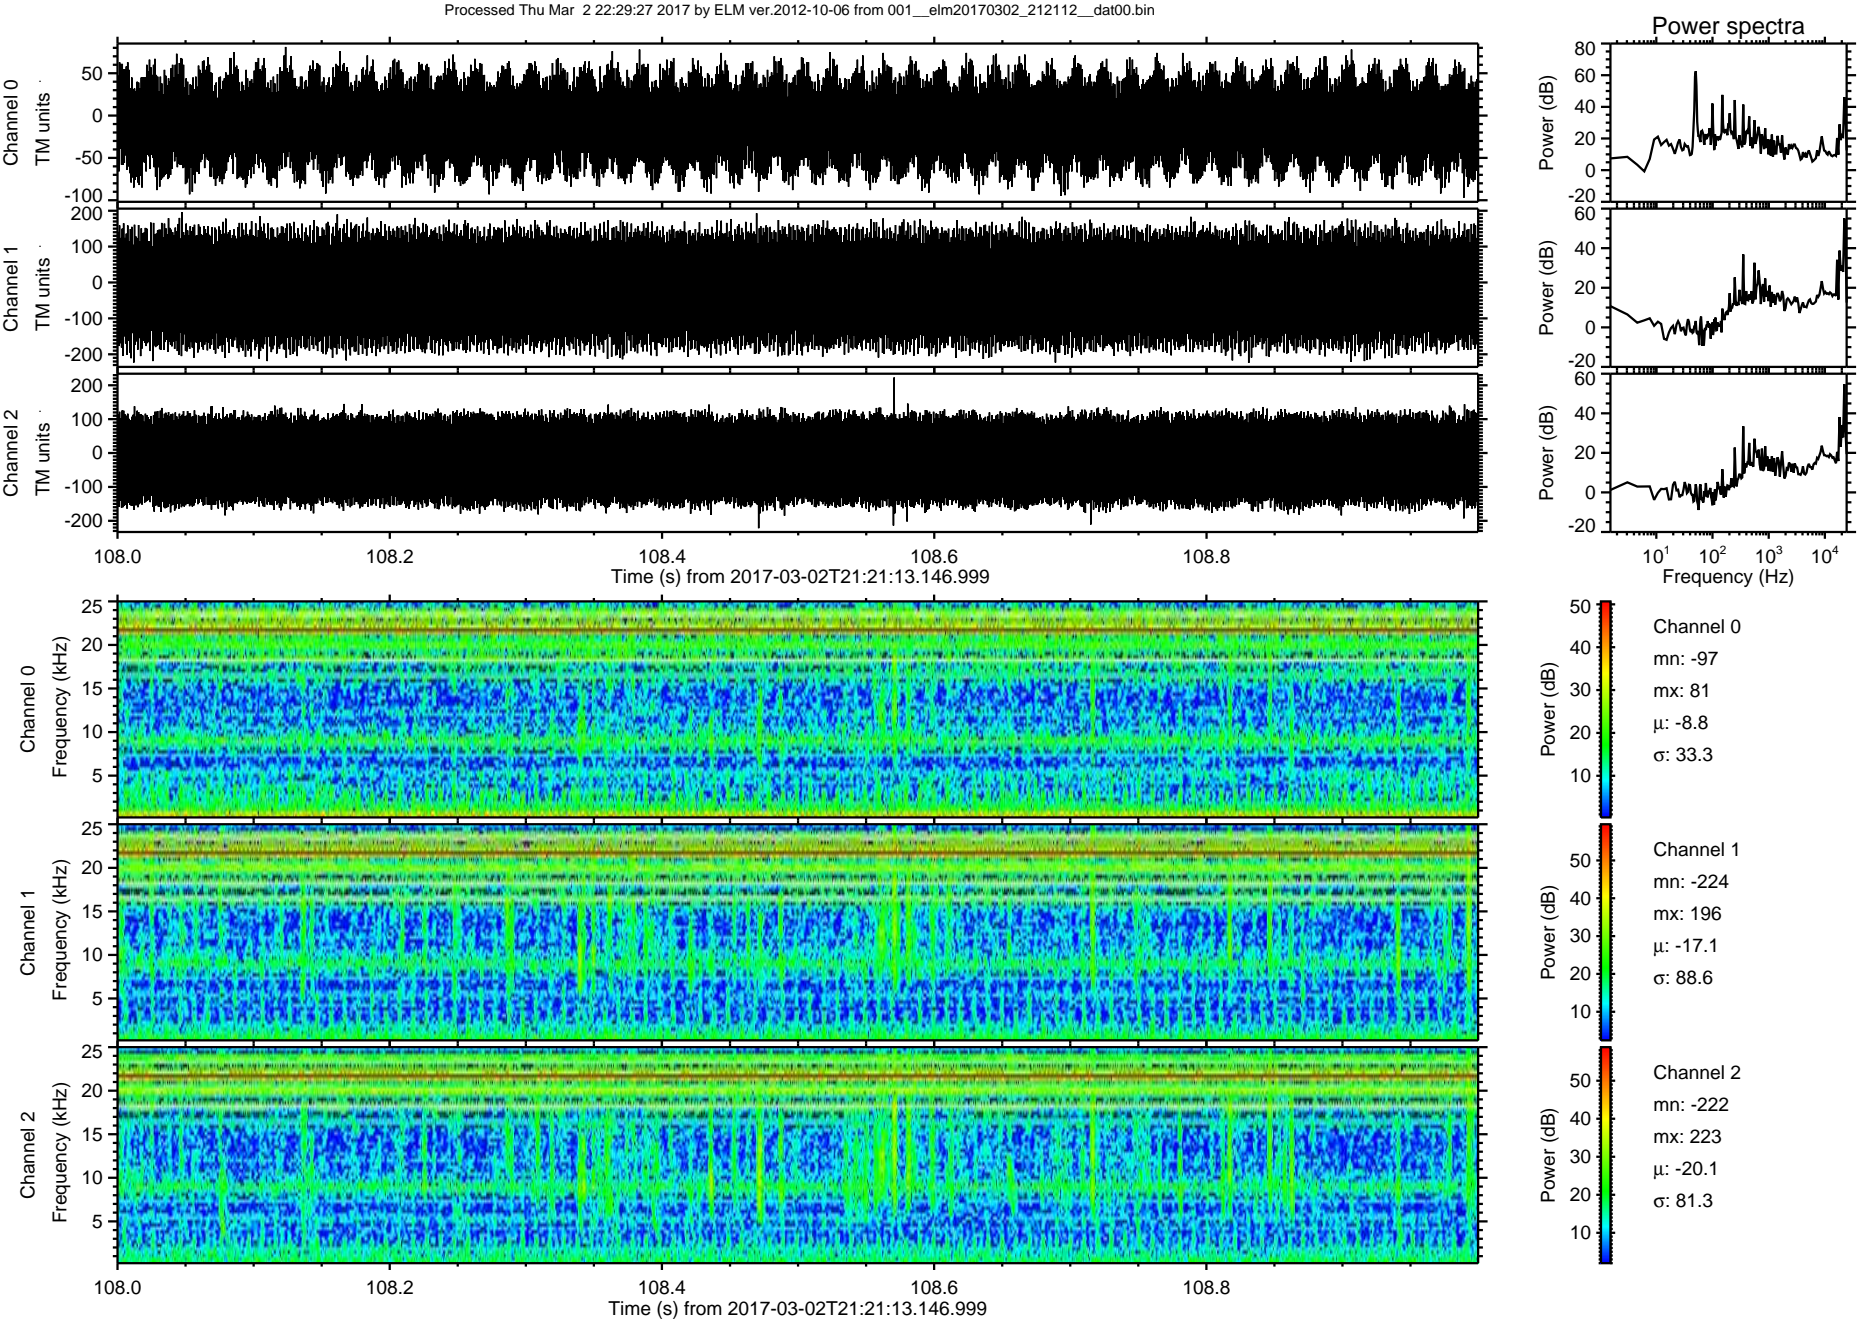 Processed Thu Mar  2 22:29:27 2017 by ELM ver.2012-10-06 from 001__elm20170302_212112__dat00.bin
Power spectra
Channel 0
TM units
50
0
-50
-100
Power (dB)
80
60
40
20
0
-20
Channel 1
TM units
200
100
0
-100
-200
Power (dB)
60
40
20
0
-20
Channel 2
TM units
200
100
0
-100
-200
Power (dB)
60
40
20
0
-20
108.0 108.2 108.4 108.6 108.8
Time (s) from 2017-03-02T21:21:13.146.999
10^1 10^2 10^3 10^4
Frequency (Hz)
Channel 0
Frequency (kHz)
25
20
15
10
5
Power (dB)
50
40
30
20
10
Channel 0
mn: -97
mx: 81
μ: -8.8
σ: 33.3
Channel 1
Frequency (kHz)
25
20
15
10
5
Power (dB)
50
40
30
20
10
Channel 1
mn: -224
mx: 196
μ: -17.1
σ: 88.6
Channel 2
Frequency (kHz)
25
20
15
10
5
Power (dB)
50
40
30
20
10
Channel 2
mn: -222
mx: 223
μ: -20.1
σ: 81.3
108.0 108.2 108.4 108.6 108.8
Time (s) from 2017-03-02T21:21:13.146.999